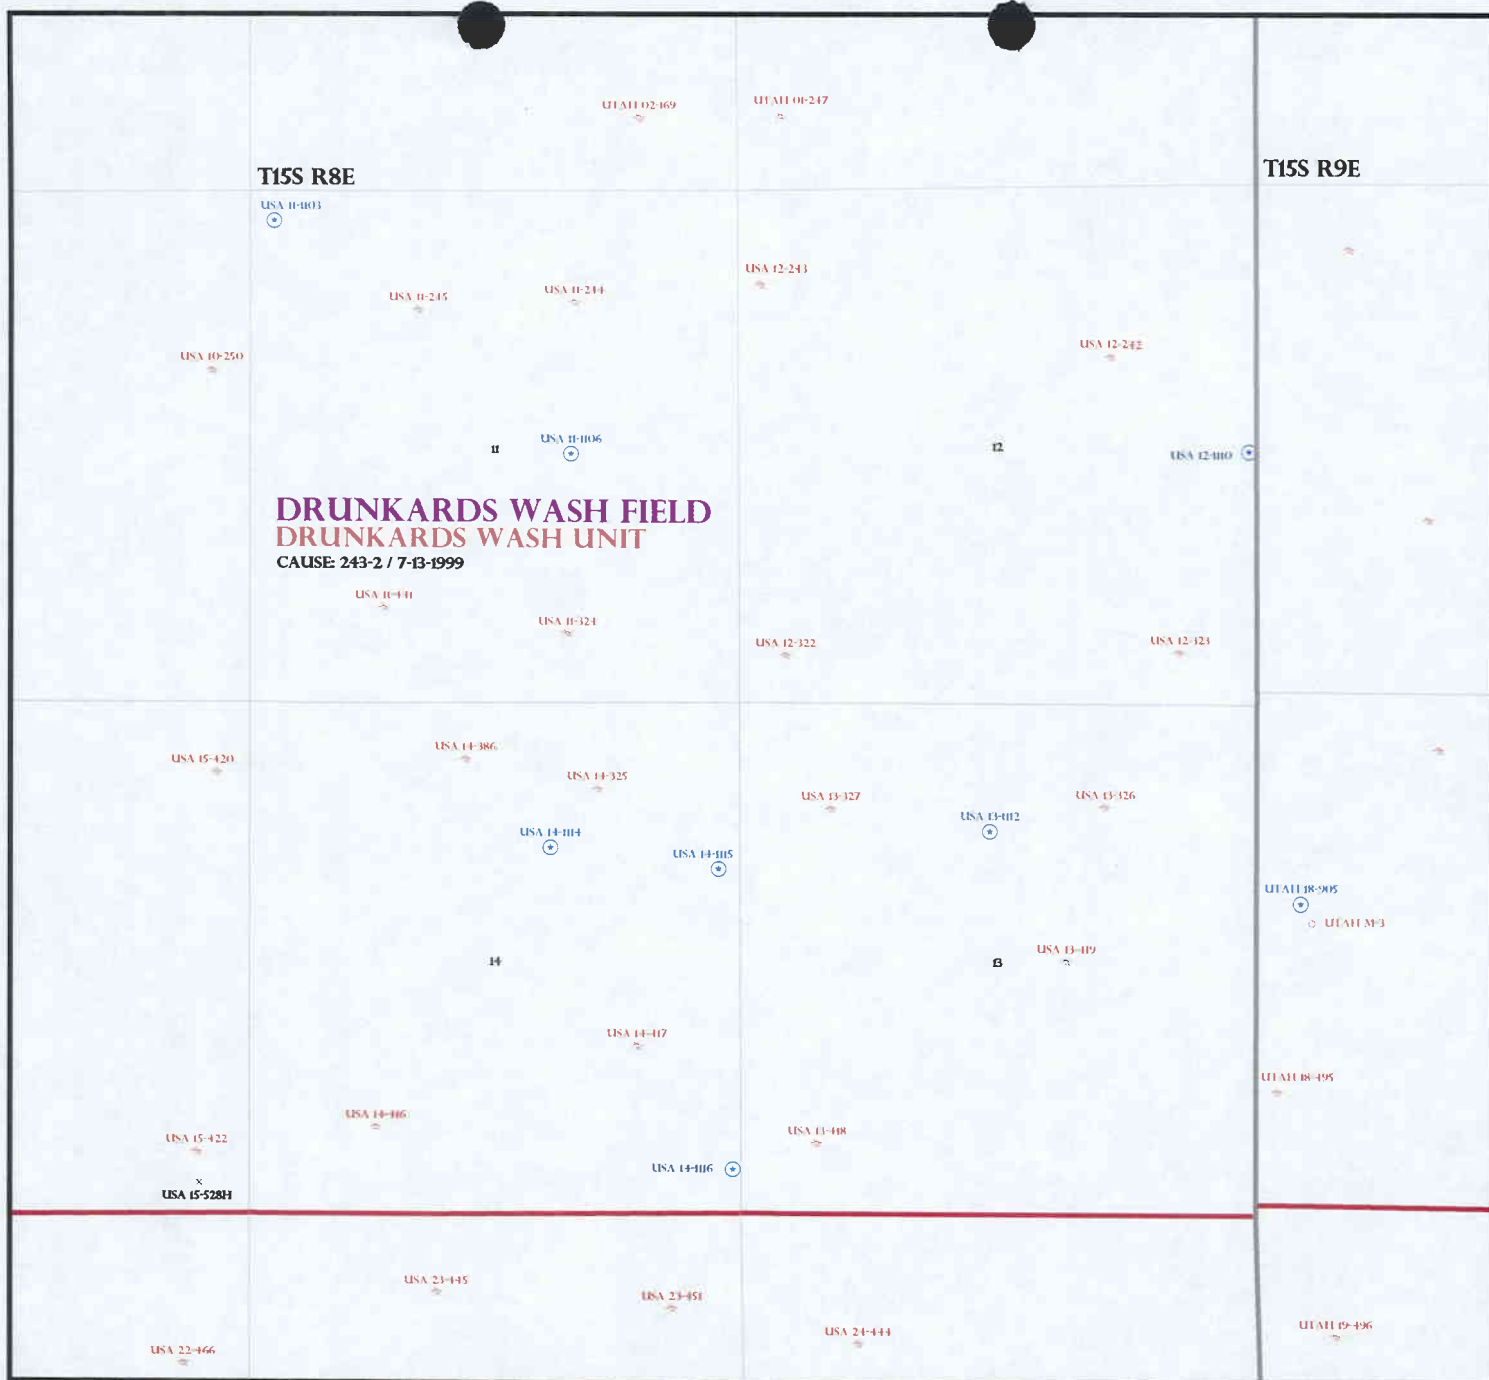 UTAH 02-169
UTAH 01-247
T15S R8E
T15S R9E
USA 11-1103
USA 11-245
USA 11-244
USA 12-243
USA 10-250
USA 12-242
11
USA 11-1106
12
USA 12-1110
DRUNKARDS WASH FIELD
DRUNKARDS WASH UNIT
CAUSE: 243-2 / 7-13-1999
USA 11-441
USA 11-324
USA 12-322
USA 12-323
USA 15-420
USA 14-386
USA 14-325
USA 13-327
USA 13-326
USA 14-1114
USA 14-1115
USA 13-1112
UTAH 18-905
UTAH M-3
14
13
USA 13-419
USA 14-417
UTAH 18-495
USA 14-416
USA 15-422
USA 13-418
USA 14-1116
USA 15-528H
USA 23-445
USA 23-451
USA 24-444
UTAH 19-496
USA 22-466